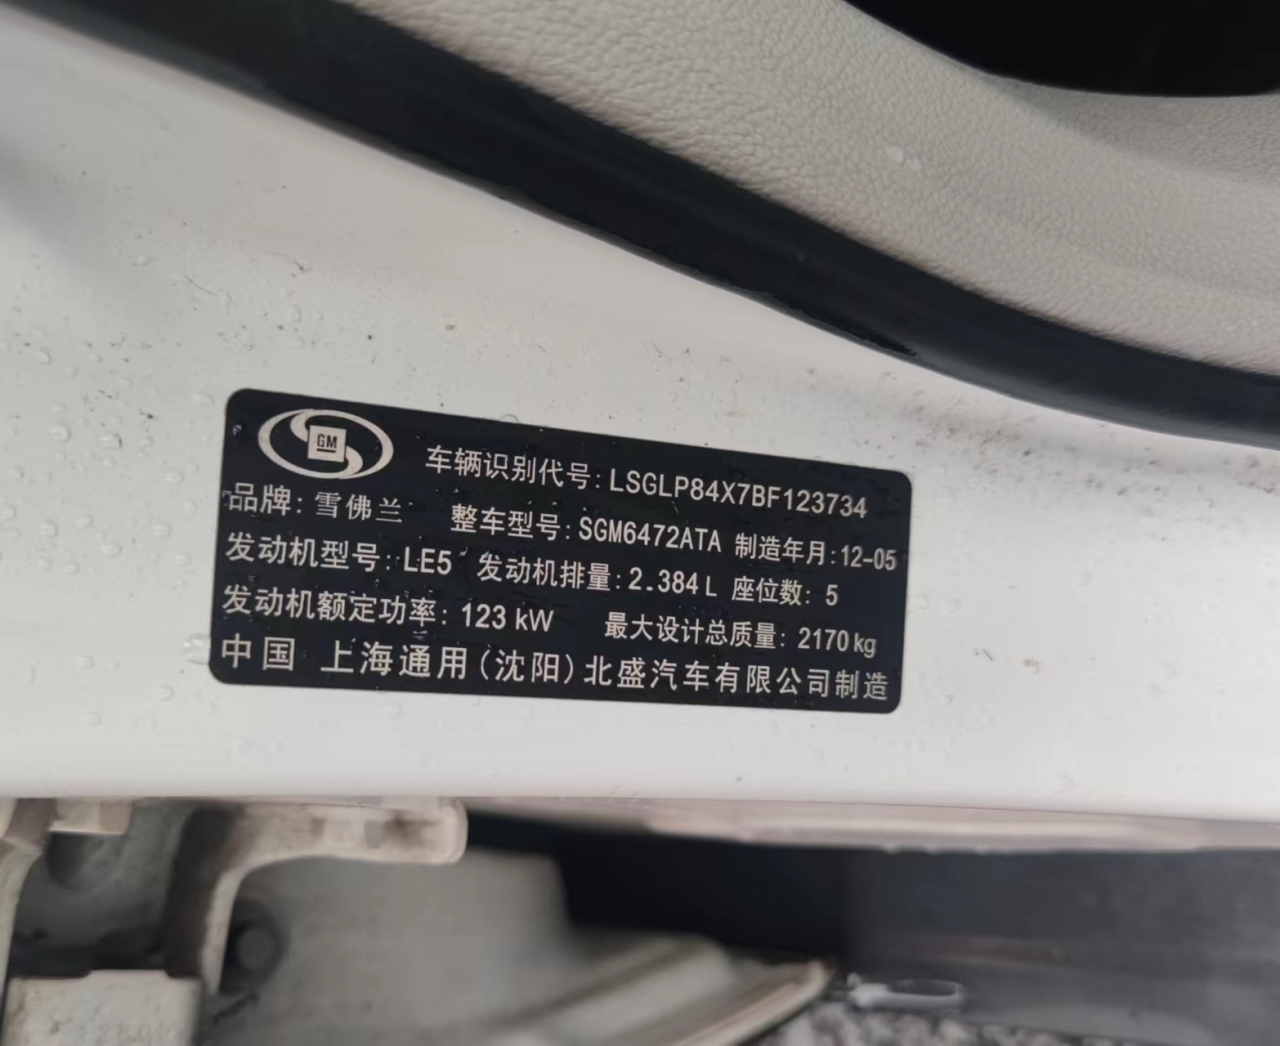 GM
车辆识别代号: LSGLP84X7BF123734
品牌: 雪佛兰 整车型号: SGM6472ATA 制造年月: 12-05
发动机型号: LE5 发动机排量: 2.384 L 座位数: 5
发动机额定功率: 123 kW 最大设计总质量: 2170 kg
中国 上海通用(沈阳)北盛汽车有限公司制造